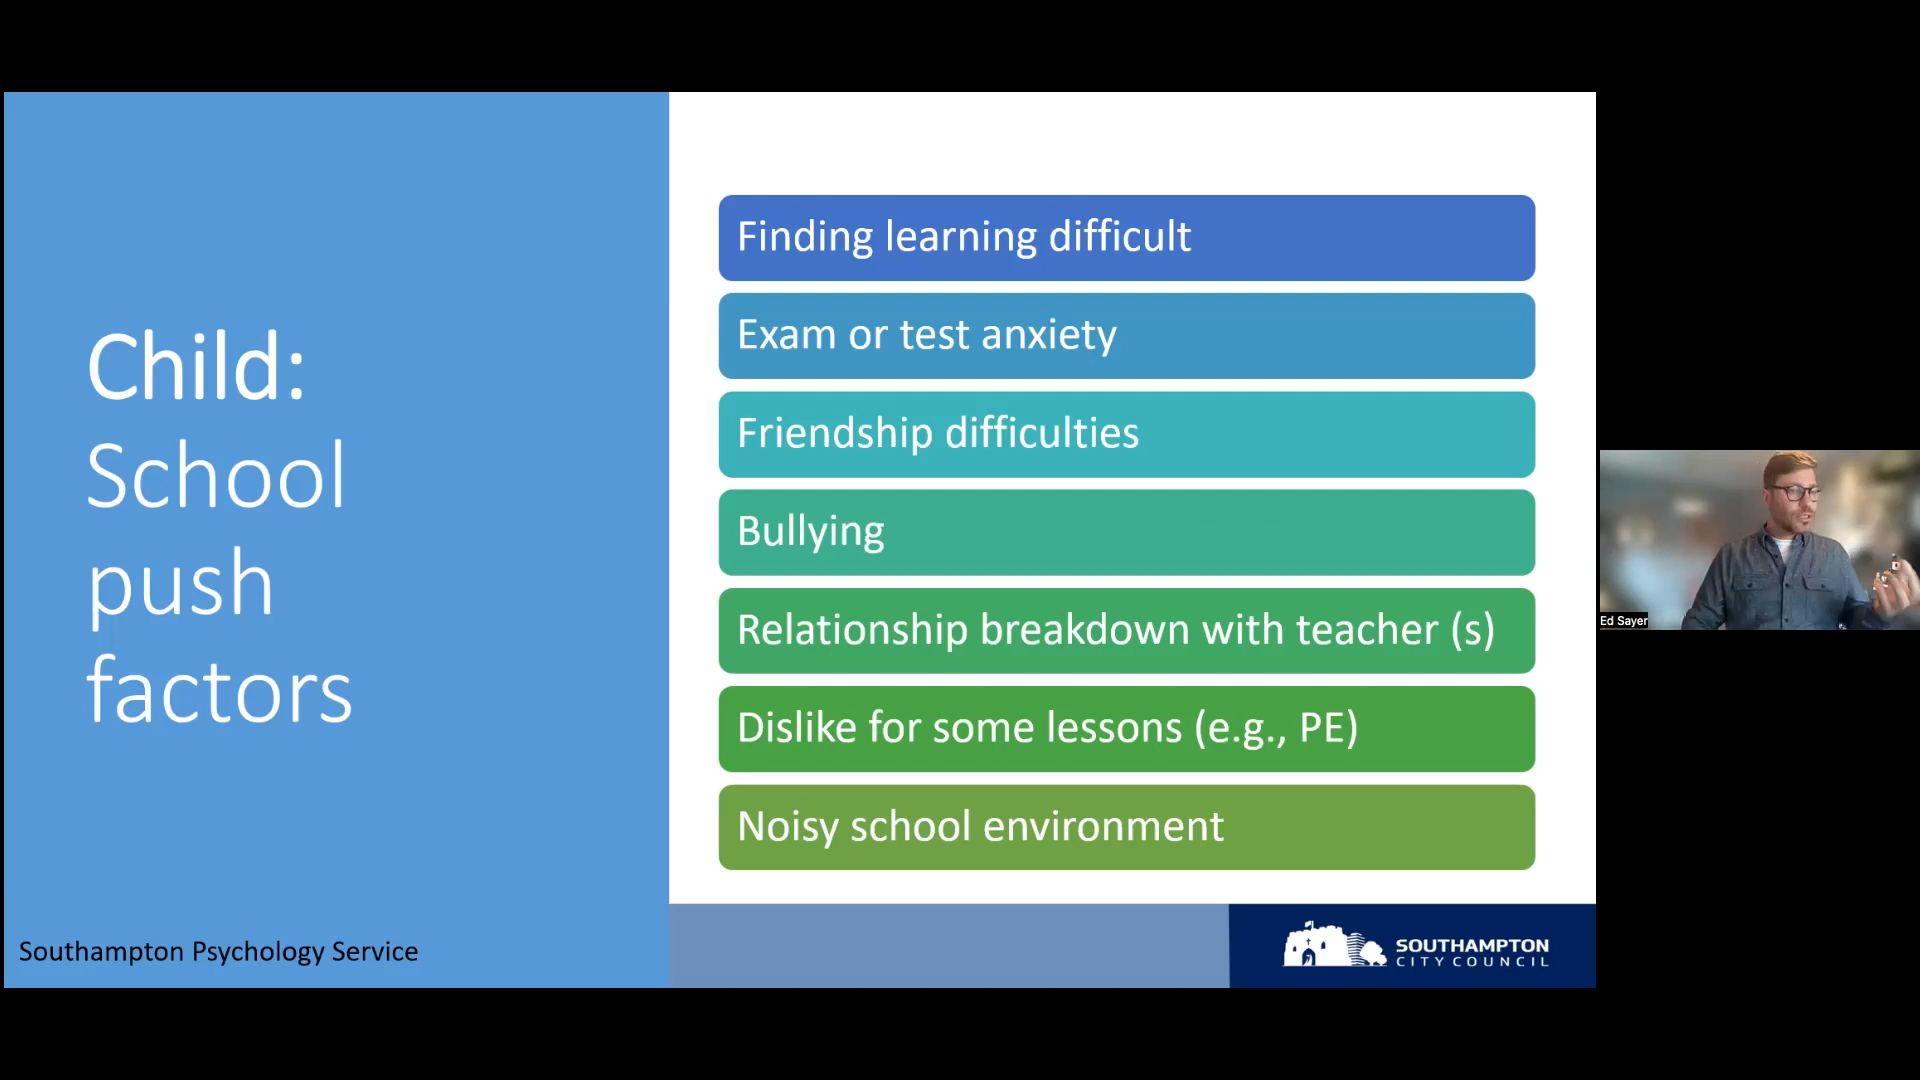 Child:
School
push
factors
Finding learning difficult
Exam or test anxiety
Friendship difficulties
Bullying
Relationship breakdown with teacher (s)
Dislike for some lessons (e.g., PE)
Noisy school environment
Southampton Psychology Service
SOUTHAMPTON
CITY COUNCIL
Ed Sayer